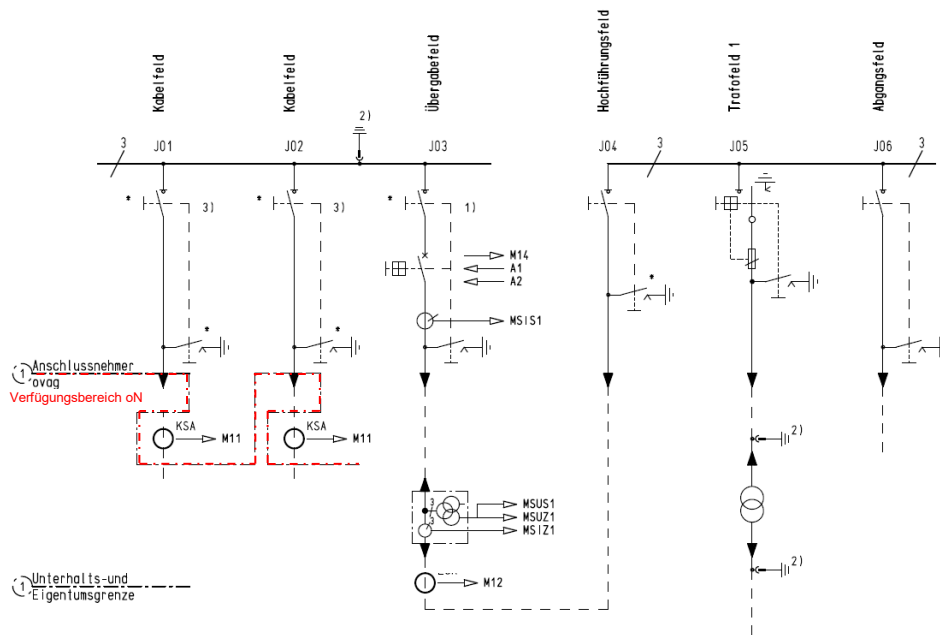 Kabelfeld
Kabelfeld
Übergabefeld
Hochführungsfeld
Trafofeld 1
Abgangsfeld
2)
3 J01 J02 J03 J04 3 J05 J06 3
* 3) * 3) * 1)
M14
A1
A2
*
MSIS1
* *
1 Anschlussnehmer
ovag
Verfügungsbereich oN
KSA M11 KSA M11
2)
3
3
MSUS1
MSUZ1
MSIZ1
2)
M12
1 Unterhalts-und
Eigentumsgrenze